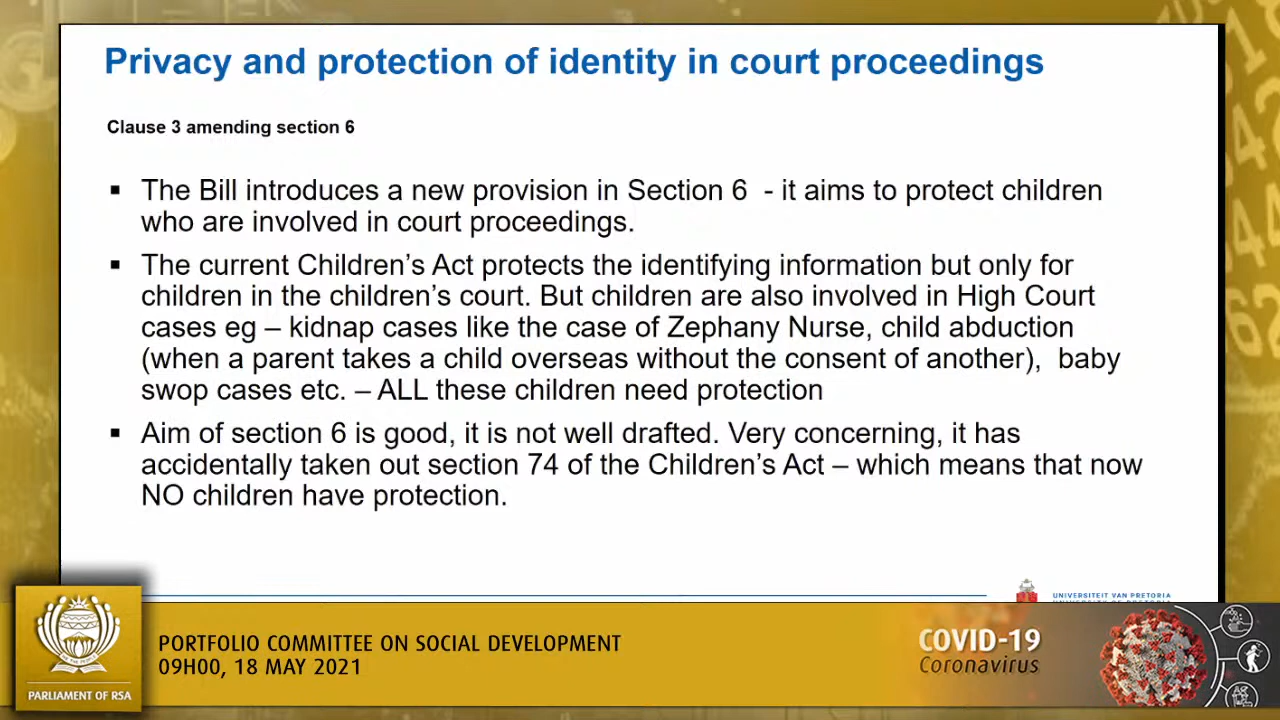 Privacy and protection of identity in court proceedings
Clause 3 amending section 6
▪ The Bill introduces a new provision in Section 6 - it aims to protect children
who are involved in court proceedings.
▪ The current Children’s Act protects the identifying information but only for
children in the children’s court. But children are also involved in High Court
cases eg – kidnap cases like the case of Zephany Nurse, child abduction
(when a parent takes a child overseas without the consent of another), baby
swop cases etc. – ALL these children need protection
▪ Aim of section 6 is good, it is not well drafted. Very concerning, it has
accidentally taken out section 74 of the Children’s Act – which means that now
NO children have protection.
UNIVERSITEIT VAN PRETORIA
PORTFOLIO COMMITTEE ON SOCIAL DEVELOPMENT
09H00, 18 MAY 2021
PARLIAMENT OF RSA
COVID-19
Coronavirus